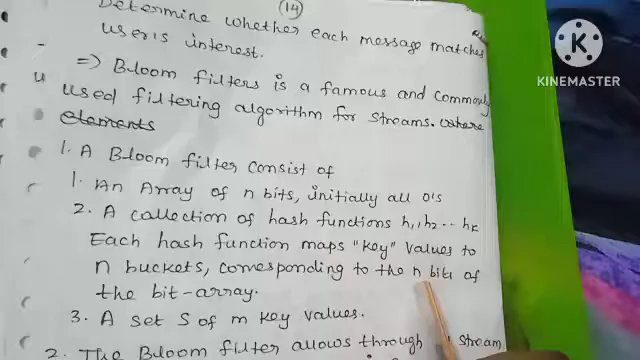 (14)
Determine whether each message matches
user's interest.
=> Bloom filters is a famous and commonly
used filtering algorithm for streams. where
elements
1. A Bloom filter consist of
1. An Array of n bits, initially all 0's
2. A collection of hash functions h1, h2 .. hk
Each hash function maps "key" values to
n buckets, corresponding to the n bits of
the bit-array.
3. A set S of m key values.
2. The Bloom filter allows through stream
KINEMASTER